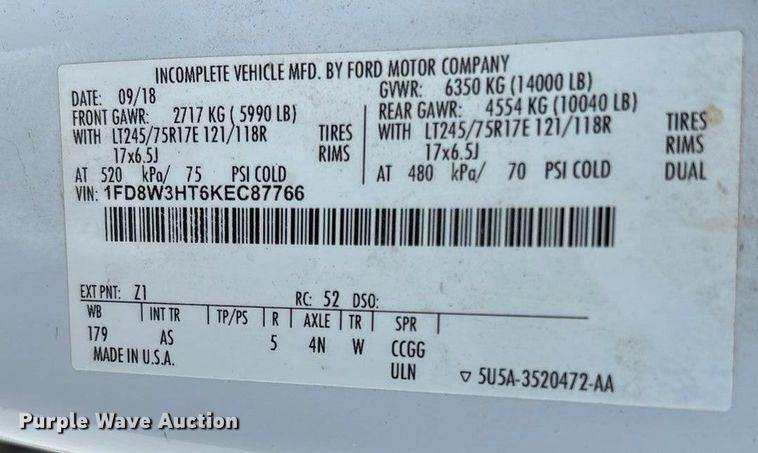 INCOMPLETE VEHICLE MFD. BY FORD MOTOR COMPANY
DATE: 09/18 GVWR: 6350 KG (14000 LB)
FRONT GAWR: 2717 KG (5990 LB) REAR GAWR: 4554 KG (10040 LB)
WITH LT245/75R17E 121/118R TIRES WITH LT245/75R17E 121/118R TIRES
17x6.5J RIMS 17x6.5J RIMS
AT 520 kPa/ 75 PSI COLD AT 480 kPa/ 70 PSI COLD DUAL
VIN: 1FD8W3HT6KEC87766
EXT PNT: Z1 RC: 52 DSO:
WB INT TR TP/PS R AXLE TR SPR
179 AS 5 4N W CCGG
MADE IN U.S.A. ULN ▽ 5U5A-3520472-AA
Purple Wave Auction